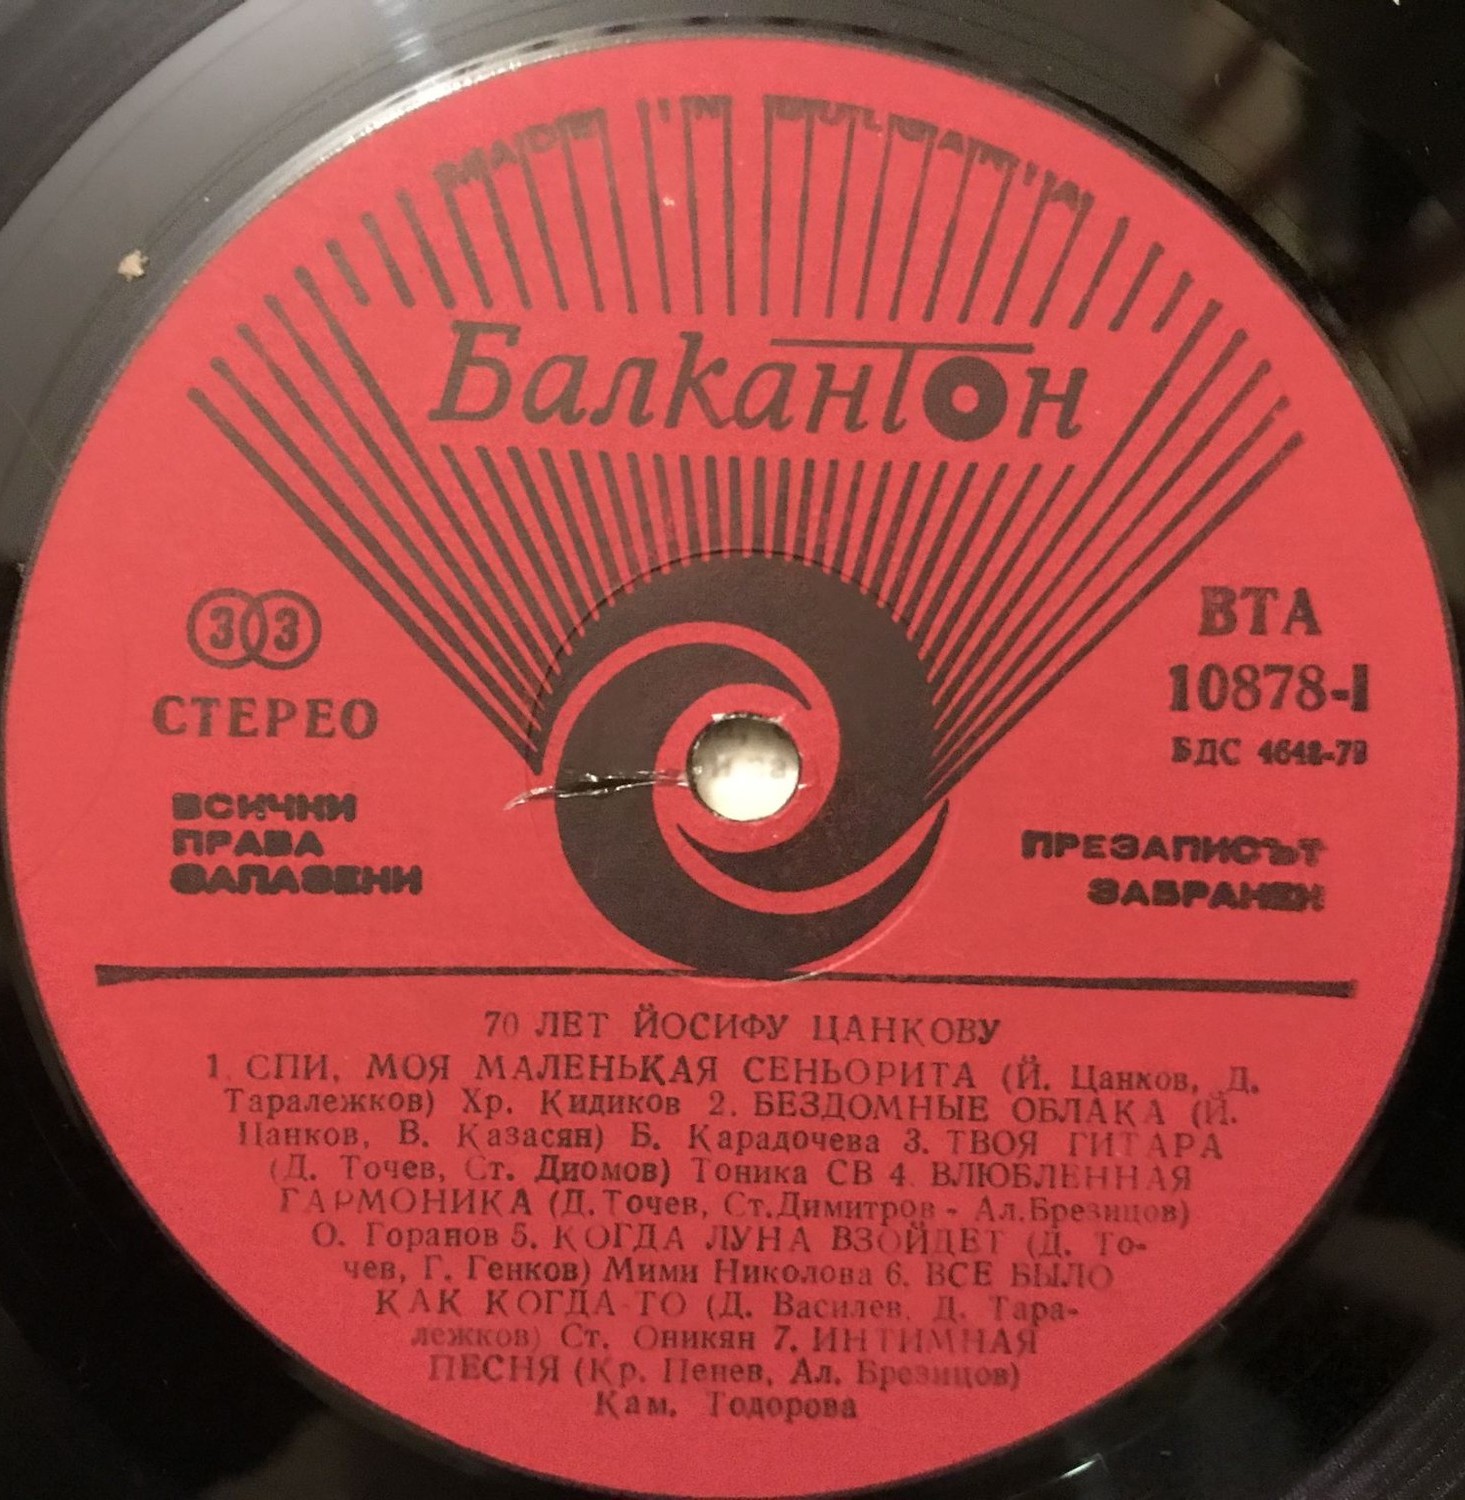 MADE IN BULGARIA
Балкантон
33
СТЕРЕО
ВСИЧКИ
ПРАВА
ЗАПАЗЕНИ
ВТА
10878-I
БДС 4642-79
ПРЕЗАПИСЪТ
ЗАБРАНЕН
70 ЛЕТ ЙОСИФУ ЦАНКОВУ
1. СПИ, МОЯ МАЛЕНЬКАЯ СЕНЬОРИТА (Й. Цанков, Д.
Таралежков) Хр. Кидиков 2. БЕЗДОМНЫЕ ОБЛАКА (Й.
Цанков, В. Казасян) Б. Карадочева 3. ТВОЯ ГИТАРА
(Д. Точев, Ст. Диомов) Тоника СВ 4. ВЛЮБЛЕННАЯ
ГАРМОНИКА (Д. Точев, Ст. Димитров - Ал. Брезицов)
О. Горанов 5. КОГДА ЛУНА ВЗОЙДЕТ (Д. То-
чев, Г. Генков) Мими Николова 6. ВСЕ БЫЛО
КАК КОГДА-ТО (Д. Василев, Д. Тара-
лежков) Ст. Оникян 7. ИНТИМНАЯ
ПЕСНЯ (Кр. Пенев, Ал. Брезицов)
Кам. Тодорова